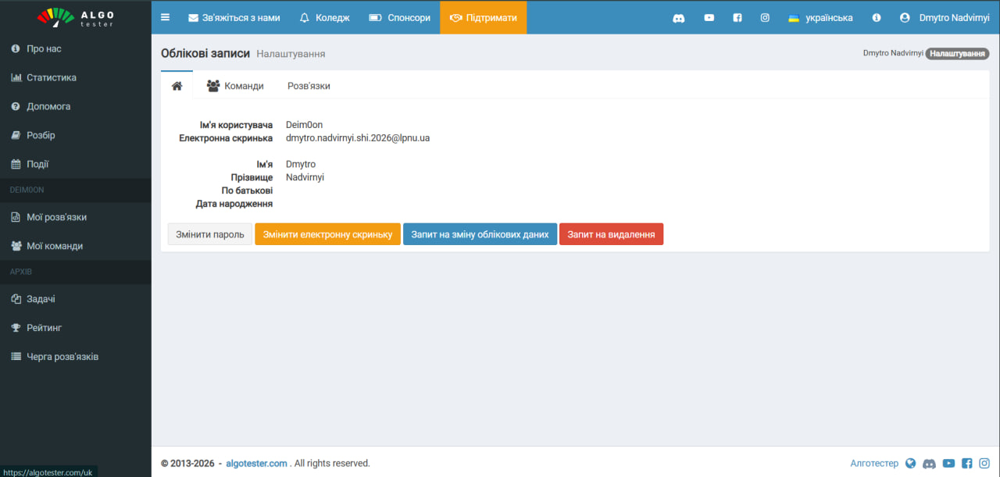 ALGO
tester
Зв'яжіться з нами
Коледж
Спонсори
Підтримати
українська
Dmytro Nadvirnyi
Про нас
Статистика
Допомога
Розбір
Події
DEIM0ON
Мої розв'язки
Мої команди
АРХІВ
Задачі
Рейтинг
Черга розв'язків
Облікові записи Налаштування
Dmytro Nadvirnyi Налаштування
Команди
Розв'язки
Ім'я користувача Deim0on
Електронна скринька dmytro.nadvirnyi.shi.2026@lpnu.ua
Ім'я Dmytro
Прізвище Nadvirnyi
По батькові
Дата народження
Змінити пароль
Змінити електронну скриньку
Запит на зміну облікових даних
Запит на видалення
© 2013-2026 - algotester.com . All rights reserved.
Алготестер
https://algotester.com/uk